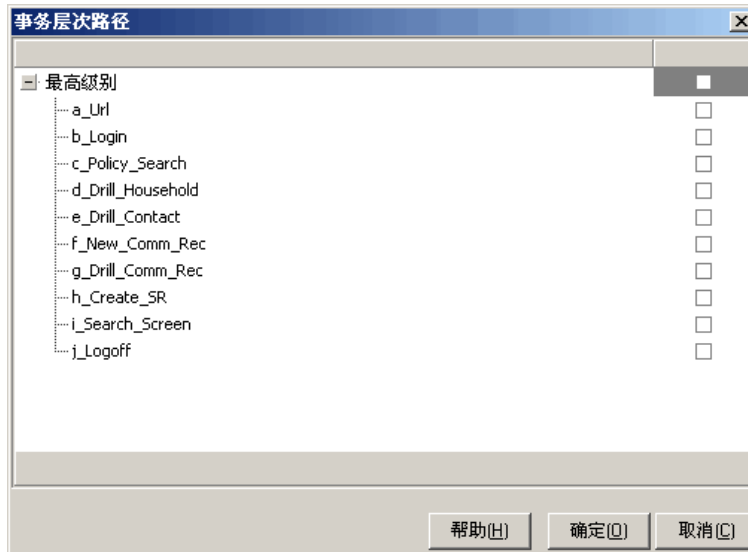 事务层次路径
最高级别
a_Url
b_Login
c_Policy_Search
d_Drill_Household
e_Drill_Contact
f_New_Comm_Rec
g_Drill_Comm_Rec
h_Create_SR
i_Search_Screen
j_Logoff
帮助(H) 确定(O) 取消(C)